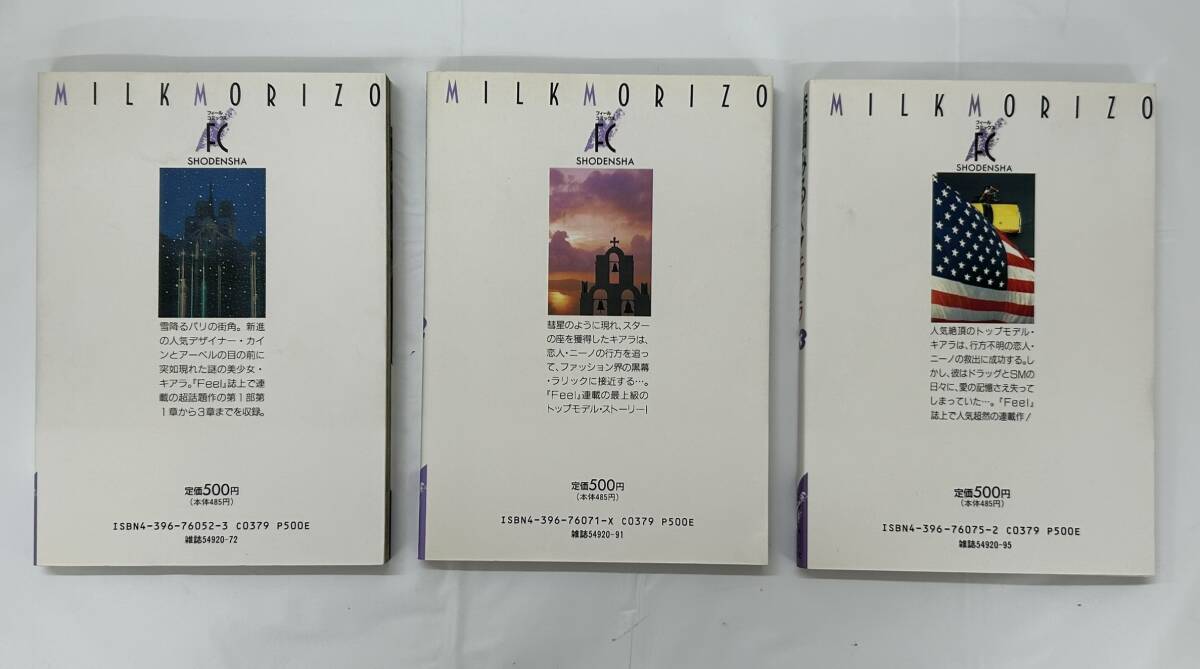 MILKMORIZO
フィール
コミックス
FC
SHODENSHA
雪降るパリの街角。新進
の人気デザイナー・カイ
ンとアーベルの目の前に
突如現れた謎の美少女・
キアラ。『Feel』誌上で連
載の超話題作の第1部第
1章から3章までを収録。
定価500円
(本体485円)
ISBN4-396-76052-3 C0379 P500E
雑誌54920-72
MILKMORIZO
フィール
コミックス
FC
SHODENSHA
彗星のように現れ、スター
の座を獲得したキアラは、
恋人・ニーノの行方を追っ
て、ファッション界の黒幕
・ラリックに接近する…。
『Feel』連載の最上級の
トップモデル・ストーリー!
定価500円
(本体485円)
ISBN4-396-76071-X C0379 P500E
雑誌54920-91
MILKMORIZO
フィール
コミックス
FC
SHODENSHA
人気絶頂のトップモデル・
キアラは、行方不明の恋人・
ニーノの救出に成功する。し
かし、彼はドラッグとSMの
日々に、愛の記憶さえ失って
しまっていた…。『Feel』
誌上で人気超然の連載作!
定価500円
(本体485円)
ISBN4-396-76075-2 C0379 P500E
雑誌54920-95
3